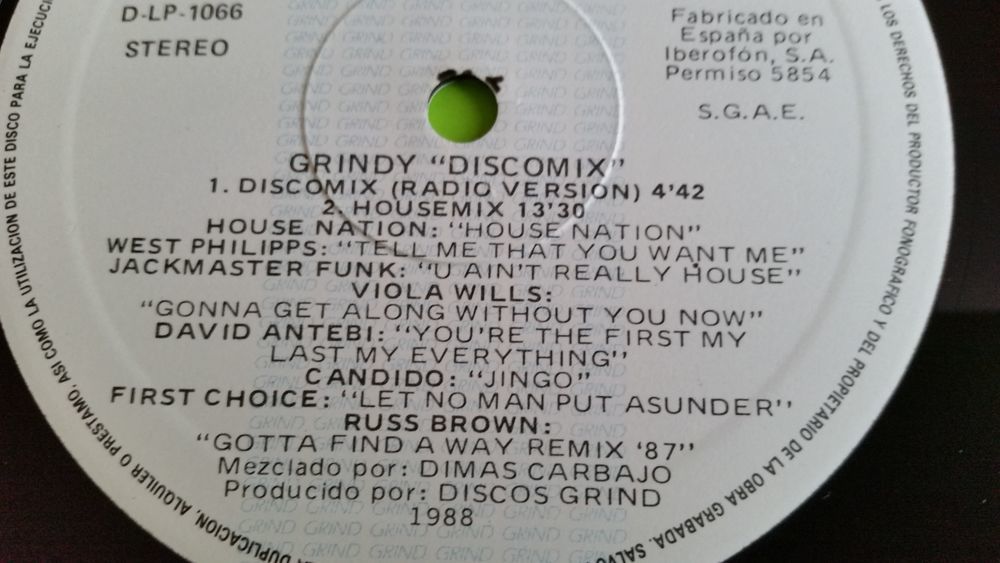 D-LP-1066
STEREO
Fabricado en
España por
Iberofón, S.A.
Permiso 5854
S.G.A.E.
GRINDY "DISCOMIX"
1. DISCOMIX (RADIO VERSION) 4'42
2. HOUSEMIX 13'30
HOUSE NATION: "HOUSE NATION"
WEST PHILIPPS: "TELL ME THAT YOU WANT ME"
JACKMASTER FUNK: "U AIN'T REALLY HOUSE"
VIOLA WILLS:
"GONNA GET ALONG WITHOUT YOU NOW"
DAVID ANTEBI: "YOU'RE THE FIRST MY
LAST MY EVERYTHING"
CANDIDO: "JINGO"
FIRST CHOICE: "LET NO MAN PUT ASUNDER"
RUSS BROWN:
"GOTTA FIND A WAY REMIX '87"
Mezclado por: DIMAS CARBAJO
Producido por: DISCOS GRIND
1988
LOS DERECHOS DEL PRODUCTOR FONOGRAFICO Y DEL PROPIETARIO DE LA OBRA GRABADA. SALVO
DUPLICACION, ALQUILER O PRESTAMO, ASI COMO LA UTILIZACION DE ESTE DISCO PARA LA EJECUCI
GRIND GRIND GRIND GRIND